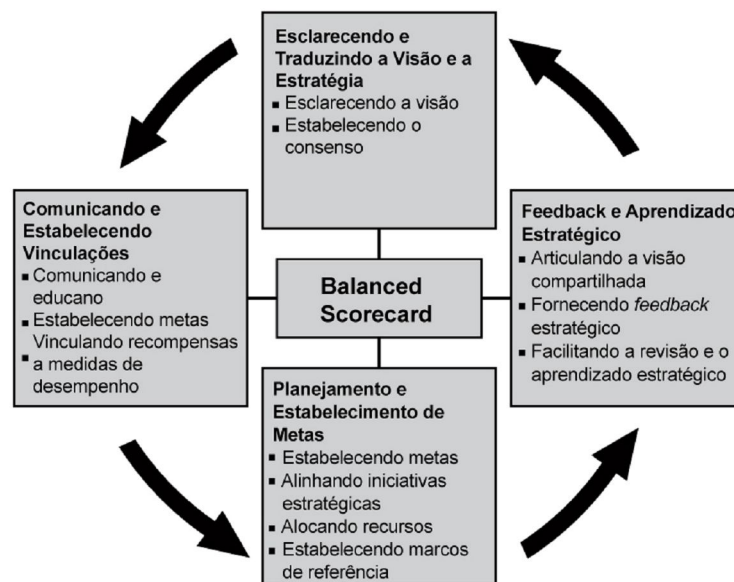 Esclarecendo e
Traduzindo a Visão e a
Estratégia
▪ Esclarecendo a visão
▪ Estabelecendo o
consenso
Comunicando e
Estabelecendo
Vinculações
▪ Comunicando e
educano
▪ Estabelecendo metas
Vinculando recompensas
▪ a medidas de
desempenho
Balanced
Scorecard
Feedback e Aprendizado
Estratégico
▪ Articulando a visão
compartilhada
▪ Fornecendo feedback
estratégico
▪ Facilitando a revisão e o
aprendizado estratégico
Planejamento e
Estabelecimento de
Metas
▪ Estabelecendo metas
▪ Alinhando iniciativas
estratégicas
▪ Alocando recursos
▪ Estabelecendo marcos
de referência